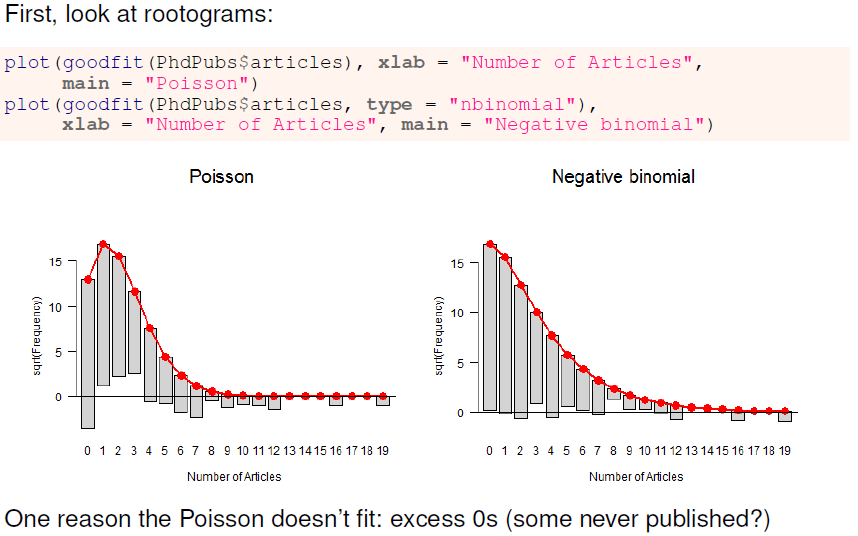 First, look at rootograms:
plot(goodfit(PhdPubs$articles), xlab = "Number of Articles",
main = "Poisson")
plot(goodfit(PhdPubs$articles, type = "nbinomial"),
xlab = "Number of Articles", main = "Negative binomial")
Poisson
sqrt(Frequency)
15
10
5
0
0 1 2 3 4 5 6 7 8 9 10 11 12 13 14 15 16 17 18 19
Number of Articles
Negative binomial
sqrt(Frequency)
15
10
5
0
0 1 2 3 4 5 6 7 8 9 10 11 12 13 14 15 16 17 18 19
Number of Articles
One reason the Poisson doesn't fit: excess 0s (some never published?)